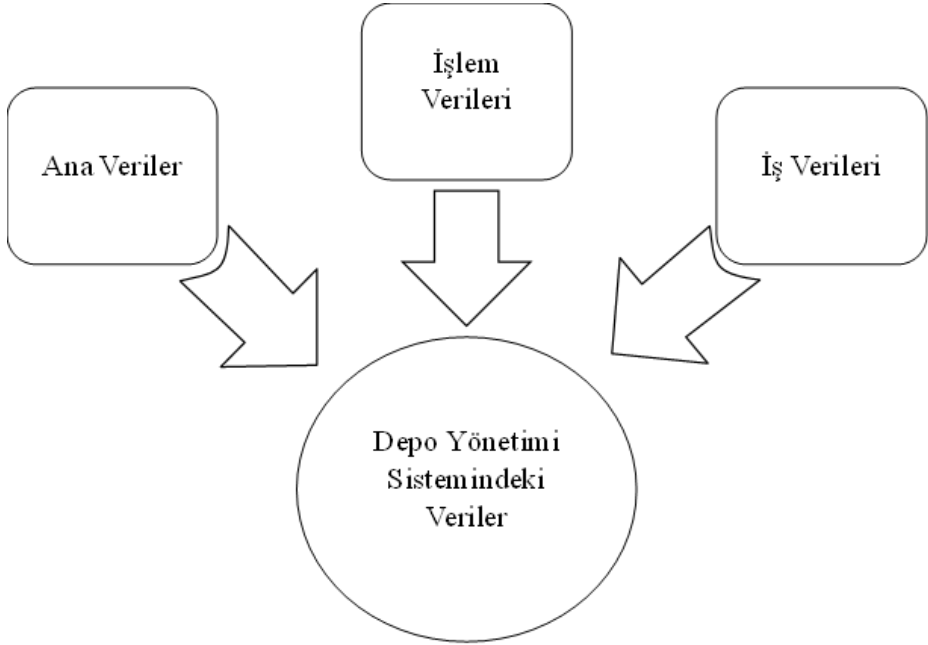 İşlem
Verileri
Ana Veriler
İş Verileri
Depo Yönetimi
Sistemindeki
Veriler